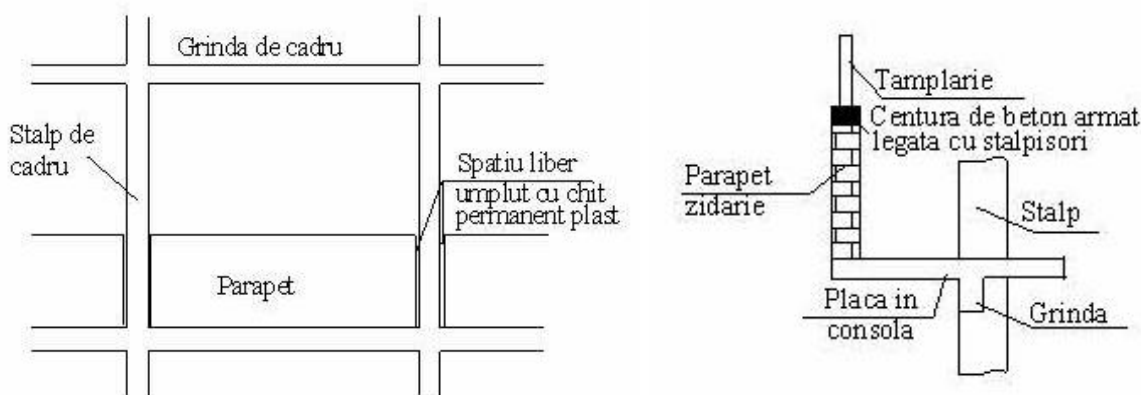 Grinda de cadru
Stalp de
cadru
Spatiu liber
umplut cu chit
permanent plast
Parapet
Tamplarie
Centura de beton armat
legata cu stalpisori
Parapet
zidarie
Stalp
Placa in
consola
Grinda